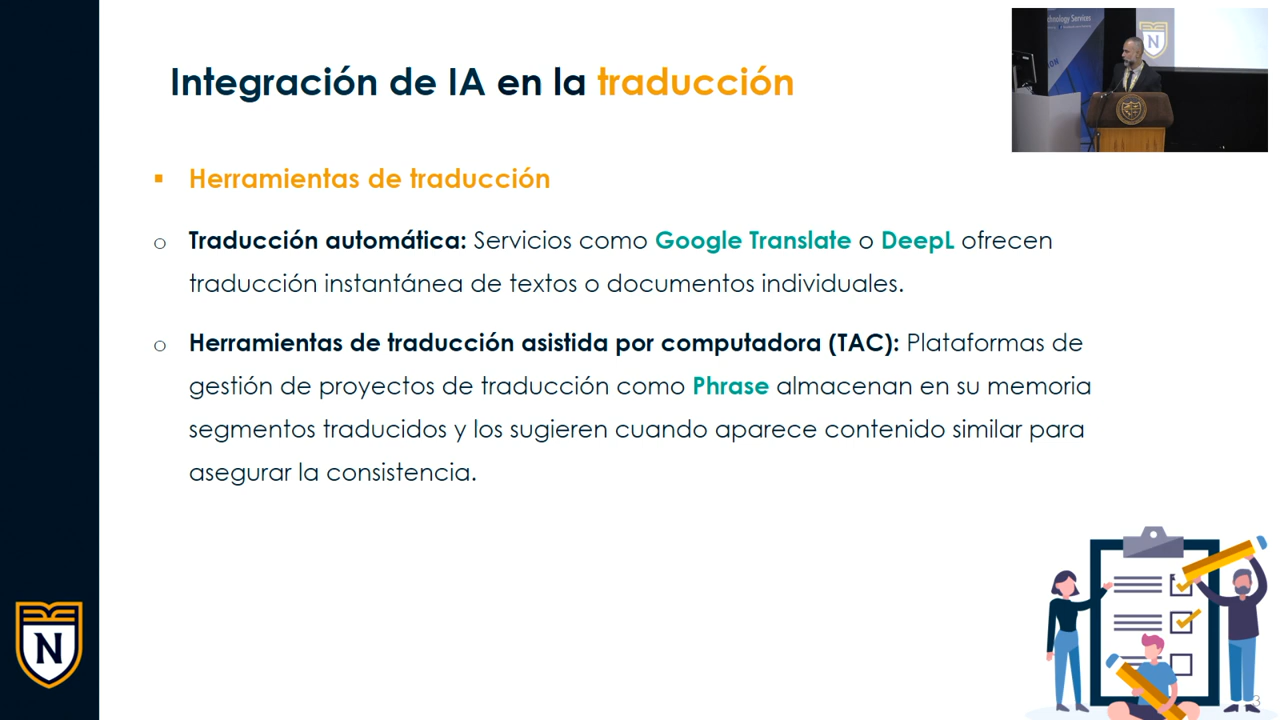 Integración de IA en la traducción
▪ Herramientas de traducción
o Traducción automática: Servicios como Google Translate o DeepL ofrecen
traducción instantánea de textos o documentos individuales.
o Herramientas de traducción asistida por computadora (TAC): Plataformas de
gestión de proyectos de traducción como Phrase almacenan en su memoria
segmentos traducidos y los sugieren cuando aparece contenido similar para
asegurar la consistencia.
N
3
N